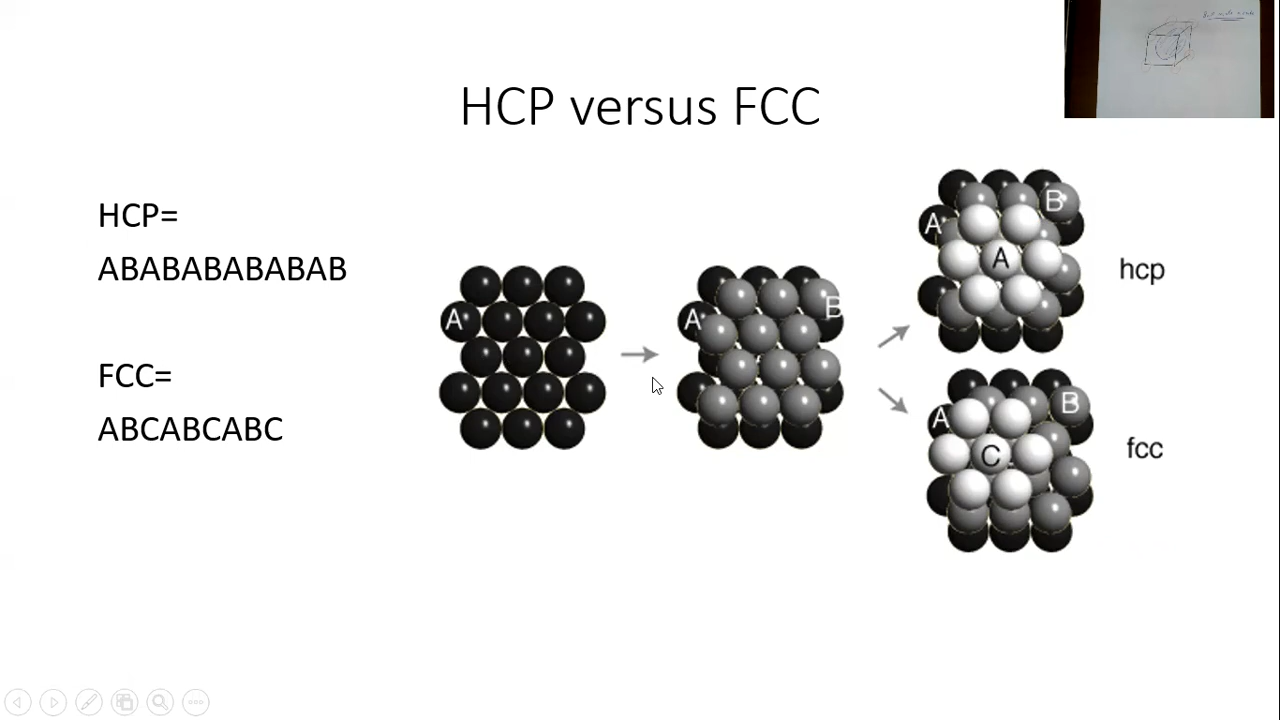 HCP versus FCC
HCP=
ABABABABABAB
FCC=
ABCABCABC
A
A
B
A
B
A
hcp
A
B
C
fcc